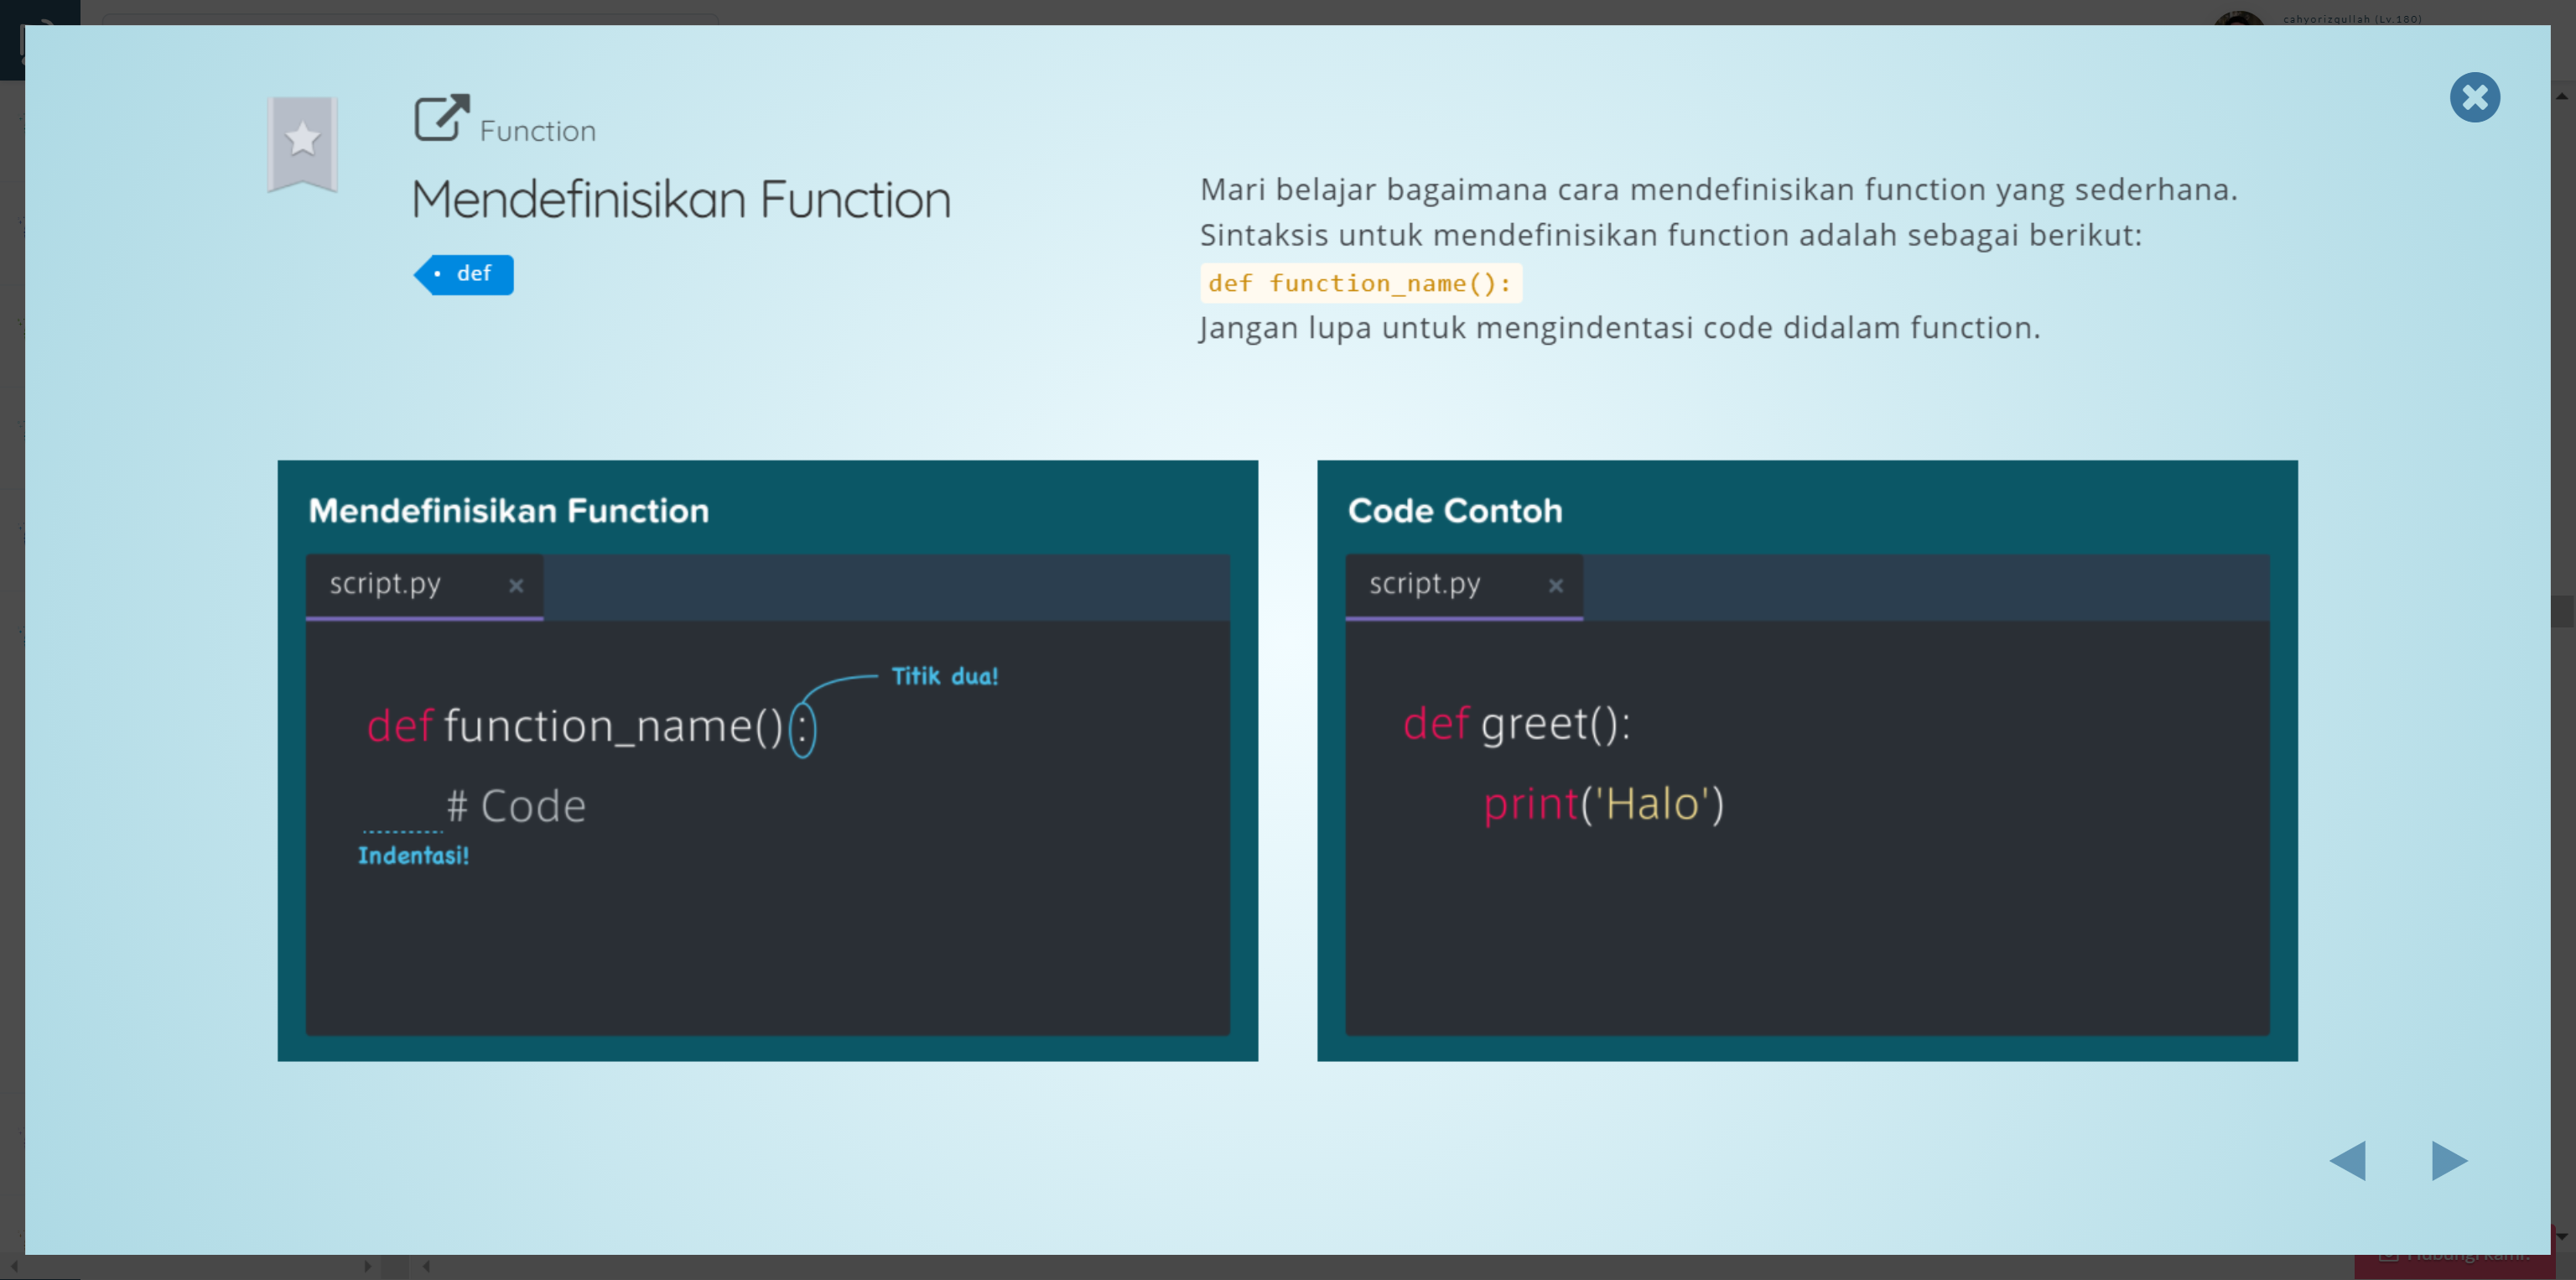 cahyorizqullah (Lv.180)
Function
Mendefinisikan Function
def
Mari belajar bagaimana cara mendefinisikan function yang sederhana.
Sintaksis untuk mendefinisikan function adalah sebagai berikut:
def function_name():
Jangan lupa untuk mengindentasi code didalam function.
Mendefinisikan Function
script.py
Titik dua!
def function_name():
# Code
Indentasi!
Code Contoh
script.py
def greet():
print('Halo')
Hubungi kami.